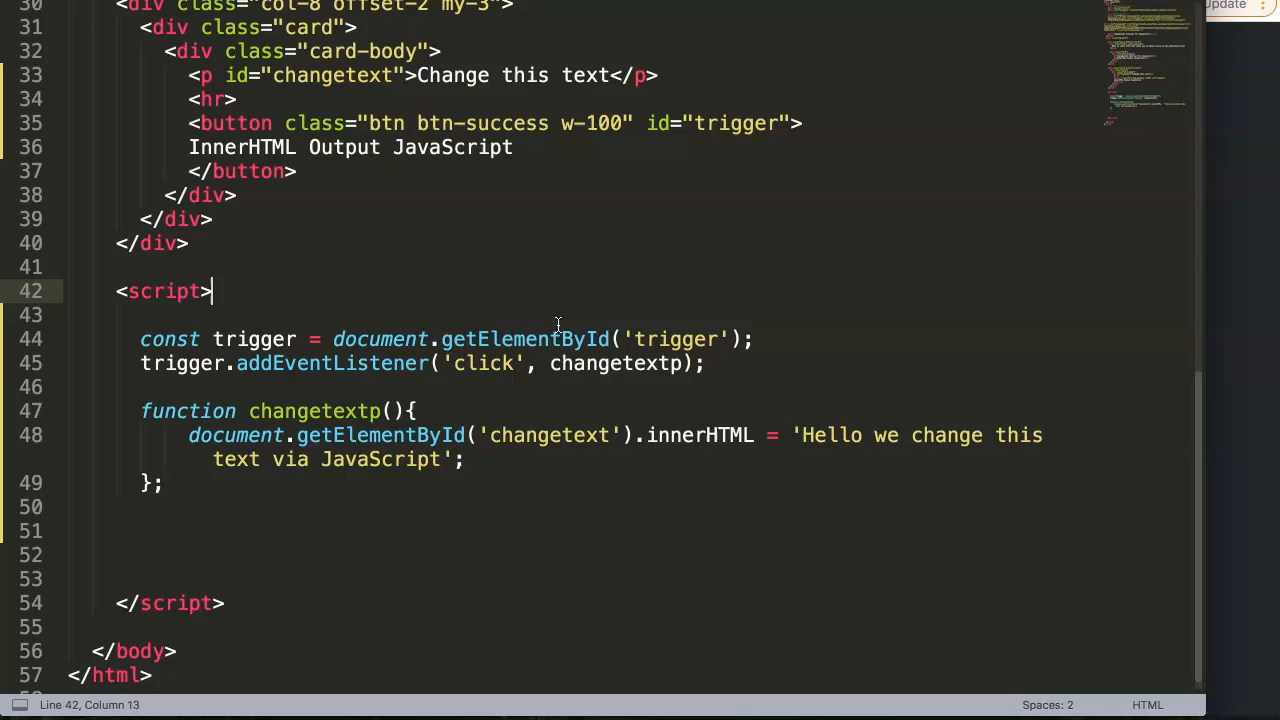 Update
30 <div class="col-8 offset-2 my-3">
31 <div class="card">
32 <div class="card-body">
33 <p id="changetext">Change this text</p>
34 <hr>
35 <button class="btn btn-success w-100" id="trigger">
36 InnerHTML Output JavaScript
37 </button>
38 </div>
39 </div>
40 </div>
41
42 <script>
43
44 const trigger = document.getElementById('trigger');
45 trigger.addEventListener('click', changetextp);
46
47 function changetextp(){
48 document.getElementById('changetext').innerHTML = 'Hello we change this
text via JavaScript';
49 };
50
51
52
53
54 </script>
55
56 </body>
57 </html>
Line 42, Column 13 Spaces: 2 HTML